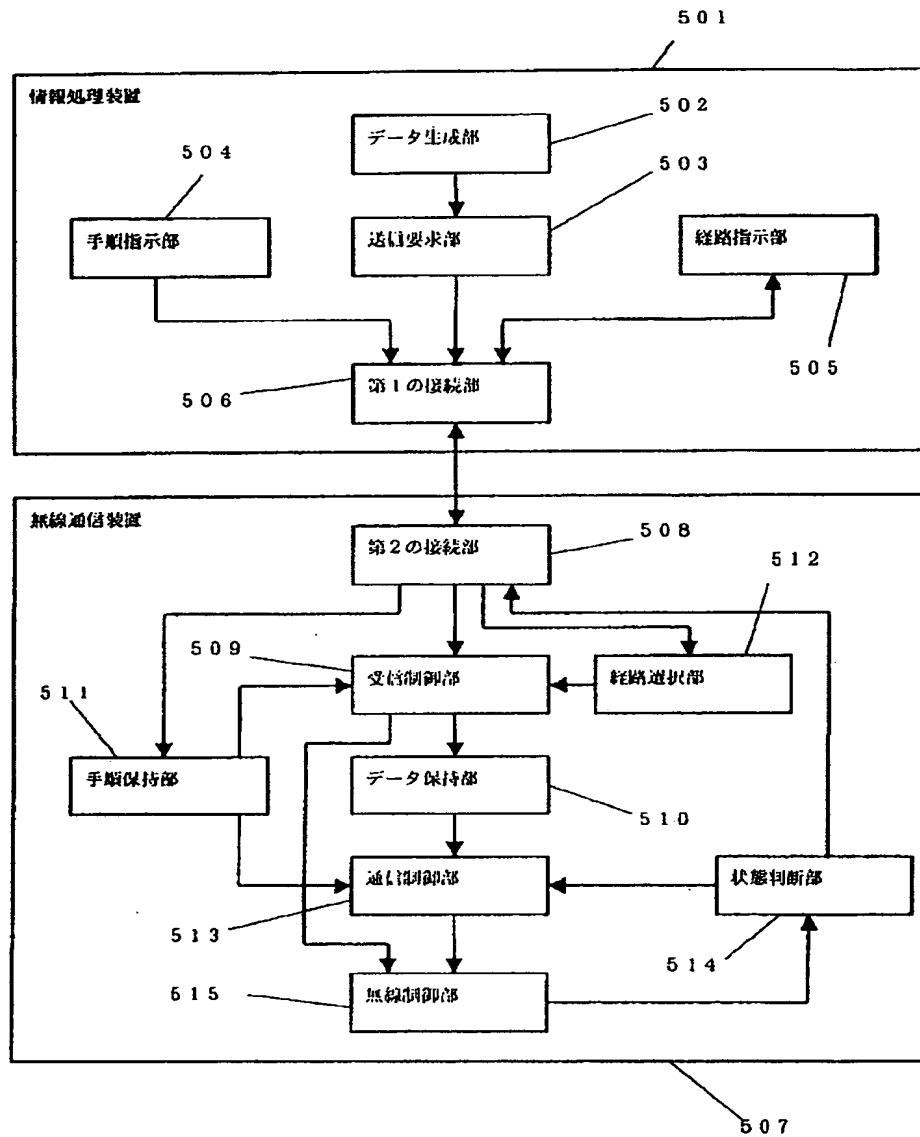 501
情報処理装置
502
データ生成部
504
503
手順指示部
送信要求部
経路指示部
505
506
第1の接続部
無線通信装置
第2の接続部
508
512
509
511
受信制御部
経路選択部
手順保持部
データ保持部
510
通信制御部
状態判断部
513
514
515
無線制御部
507